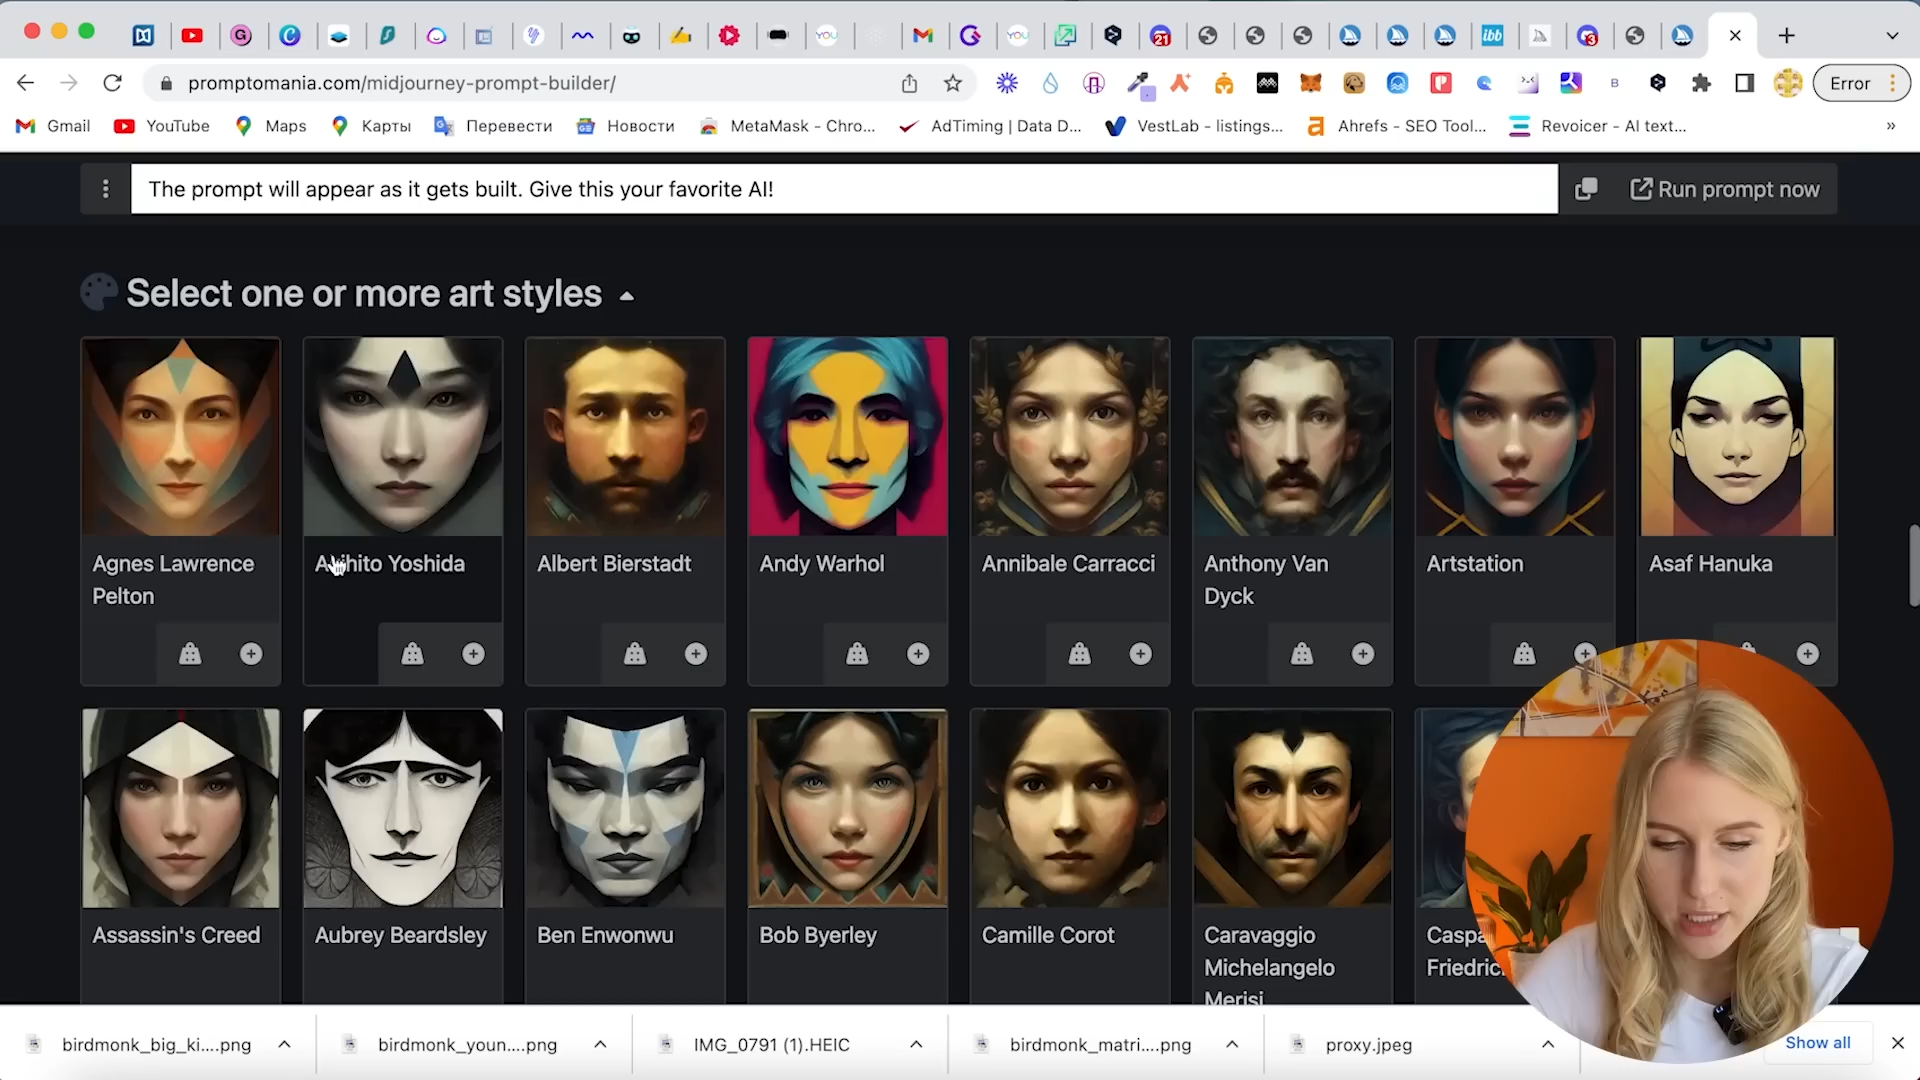 21
ibb
3
promptomania.com/midjourney-prompt-builder/
Error
Gmail
YouTube
Maps
Карты
Перевести
Новости
MetaMask - Chro...
AdTiming | Data D...
VestLab - listings...
Ahrefs - SEO Tool...
Revoicer - AI text...
The prompt will appear as it gets built. Give this your favorite AI!
Run prompt now
Select one or more art styles
Agnes Lawrence
Pelton
Yoshida
Albert Bierstadt
Andy Warhol
Annibale Carracci
Anthony Van
Dyck
Artstation
Asaf Hanuka
Assassin's Creed
Aubrey Beardsley
Ben Enwonwu
Bob Byerley
Camille Corot
Caravaggio
Michelangelo
Merisi
birdmonk_big_ki....png
birdmonk_youn....png
IMG_0791 (1).HEIC
birdmonk_matri....png
proxy.jpeg
Show all